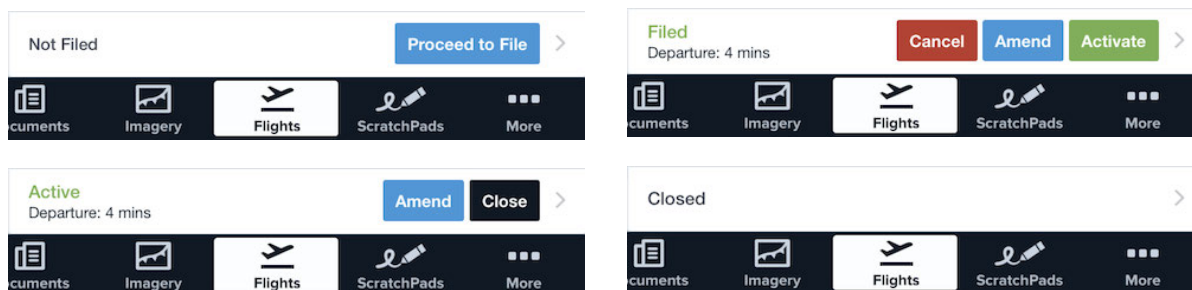 Not Filed
Proceed to File
cuments Imagery Flights ScratchPads More
Filed
Departure: 4 mins
Cancel Amend Activate
cuments Imagery Flights ScratchPads More
Active
Departure: 4 mins
Amend Close
cuments Imagery Flights ScratchPads More
Closed
cuments Imagery Flights ScratchPads More